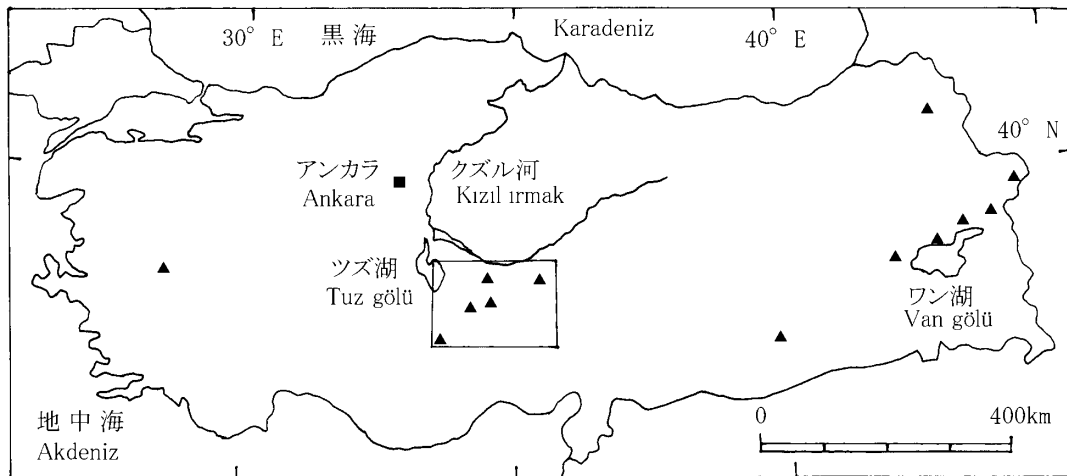 30° E
黒 海
Karadeniz
40° E
40° N
アンカラ
Ankara
クズル河
Kızıl ırmak
ツズ湖
Tuz gölü
ワン湖
Van gölü
地 中 海
Akdeniz
0
400km